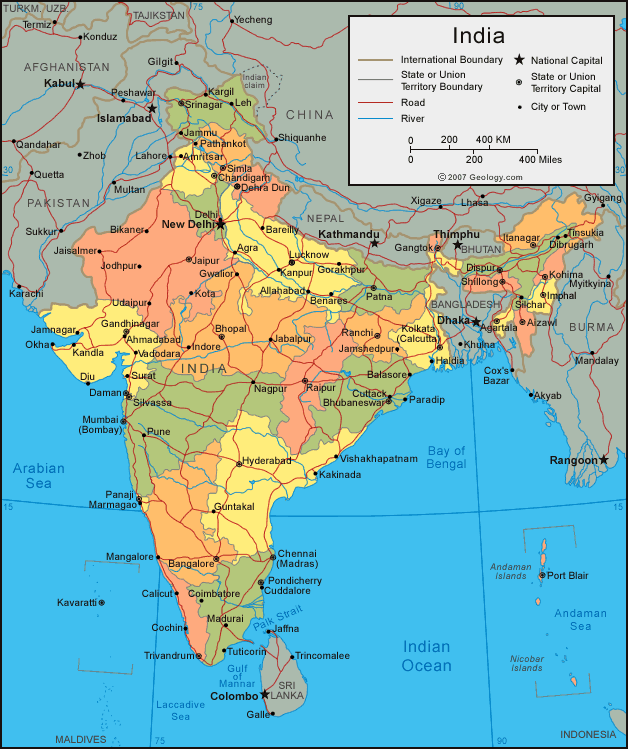 TURKM.
UZB.
75
TAJIKISTAN
90
Termiz
Konduz
Yecheng
India
International Boundary
State or Union
Territory Boundary
Road
River
National Capital
State or Union
Territory Capital
City or Town
0 200 400 KM
0 200 400 Miles
© 2007 Geology.com
AFGHANISTAN
Kabul
Gilgit
Peshawar
Islamabad
Kargil
Srinagar
Leh
Indian
claim
CHINA
Jammu
Pathankot
Shiquanhe
Qandahar
Zhob
Lahore
Amritsar
Simla
Chandigarh
Dehra Dun
30
30
Quetta
Multan
PAKISTAN
Xigaze
Lhasa
Gyigang
Sukkur
Bikaner
Delhi
New Delhi
Bareilly
NEPAL
Kathmandu
Thimphu
BHUTAN
Gangtok
Itanagar
Tinsukia
Dibrugarh
Jaisalmer
Jodhpur
Jaipur
Agra
Lucknow
Gwalior
Kanpur
Gorakhpur
Dispur
Kohima
Shillong
Myitkyina
Karachi
Kota
Allahabad
Benares
Patna
Imphal
Silchar
BANGLADESH
Udaipur
Gandhinagar
Jamnagar
Ahmadabad
Bhopal
Jabalpur
Ranchi
Kolkata
(Calcutta)
Dhaka
Agartala
Aizawl
BURMA
Okha
Kandla
Vadodara
Indore
Jamshedpur
Khulna
Haldia
Mandalay
INDIA
Diu
Surat
Balasore
Cox's
Bazar
Daman
Silvassa
Nagpur
Raipur
Cuttack
Bhubaneswar
Paradip
Akyab
Mumbai
(Bombay)
Pune
Arabian
Sea
Hyderabad
Vishakhapatnam
Kakinada
Bay of
Bengal
Rangoon
15
15
Panaji
Marmagao
Guntakal
Mangalore
Bangalore
Chennai
(Madras)
Andaman
Islands
Port Blair
Kavaratti
Calicut
Coimbatore
Pondicherry
Cuddalore
Andaman
Sea
Cochin
Madurai
Palk Strait
Jaffna
Trivandrum
Tuticorin
Trincomalee
Indian
Ocean
Nicobar
Islands
Gulf
of
Mannar
Colombo
SRI
LANKA
Galle
Laccadive
Sea
MALDIVES
75
90
INDONESIA